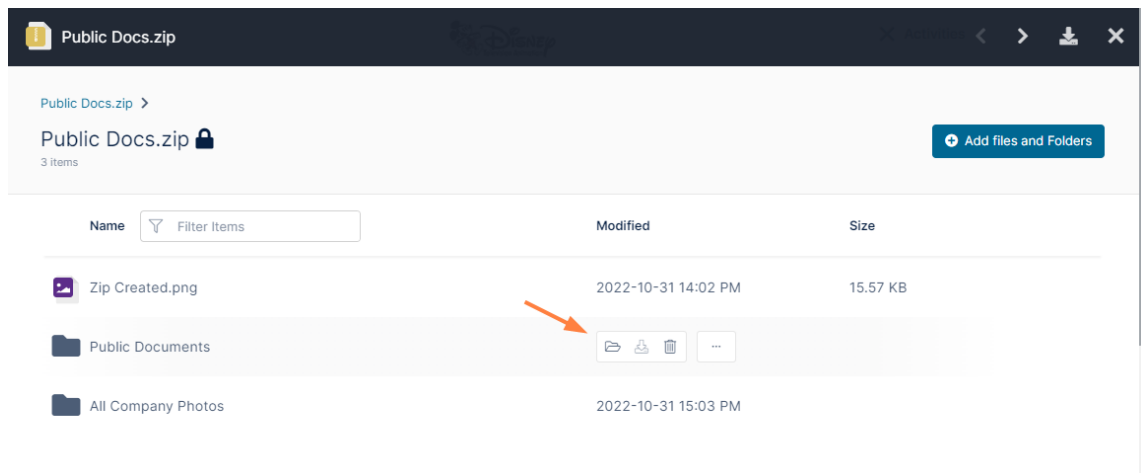 Public Docs.zip
Public Docs.zip
Public Docs.zip
3 items
Add files and Folders
Name Filter Items Modified Size
Zip Created.png 2022-10-31 14:02 PM 15.57 KB
Public Documents
All Company Photos 2022-10-31 15:03 PM